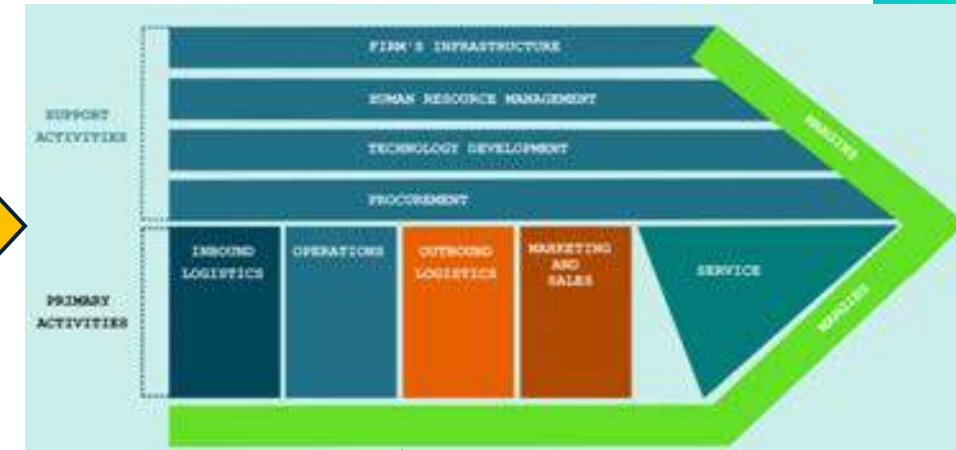 FIRM'S INFRASTRUCTURE
HUMAN RESOURCE MANAGEMENT
TECHNOLOGY DEVELOPMENT
PROCUREMENT
SUPPORT
ACTIVITIES
MARGINS
INBOUND
LOGISTICS
OPERATIONS
OUTBOUND
LOGISTICS
MARKETING
AND
SALES
SERVICE
PRIMARY
ACTIVITIES
MARGINS